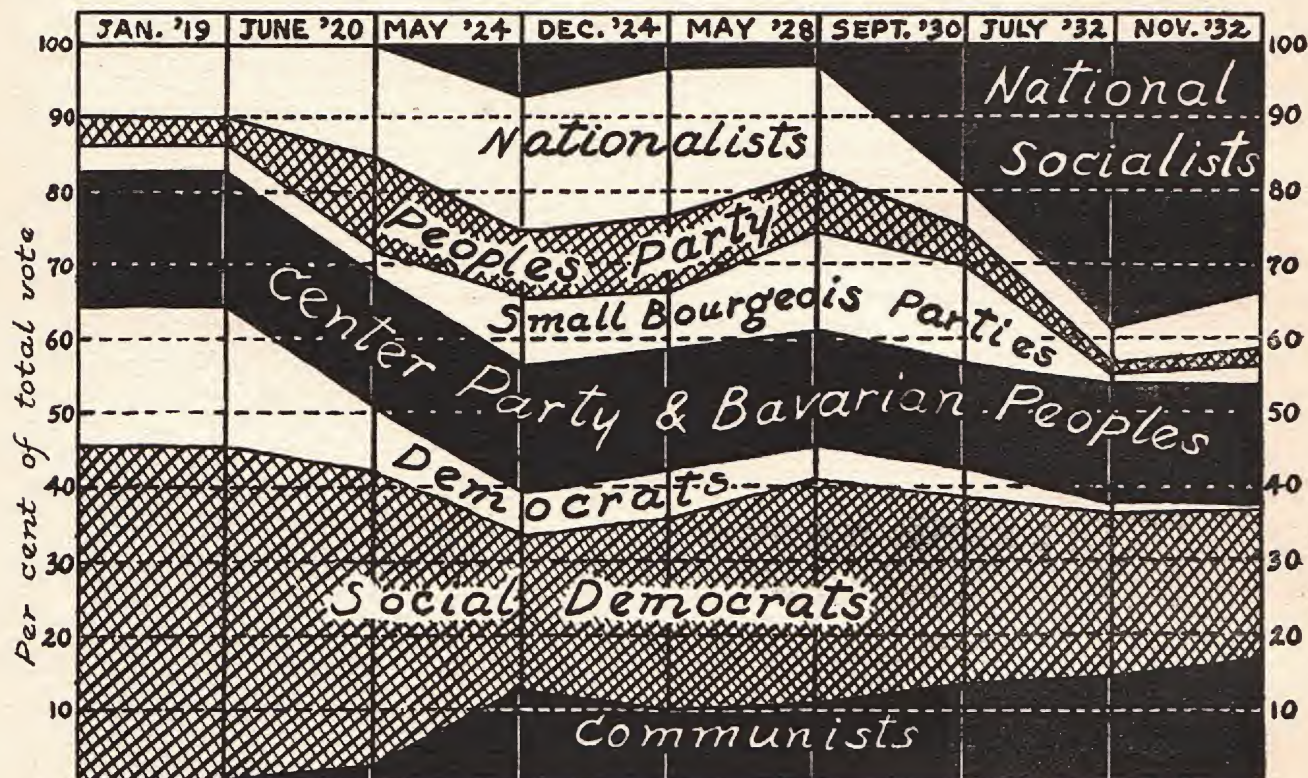 JAN. '19 JUNE '20 MAY '24 DEC. '24 MAY '28 SEPT. '30 JULY '32 NOV. '32
100 100
National
90 90
Nationalists
Socialists
80 80
Peoples Party
70 70
Center Party & Bavarian Peoples
Small Bourgeois Parties
60 60
50 50
Democrats
40 40
30 30
Social Democrats
20 20
10 10
Communists
Per cent of total vote